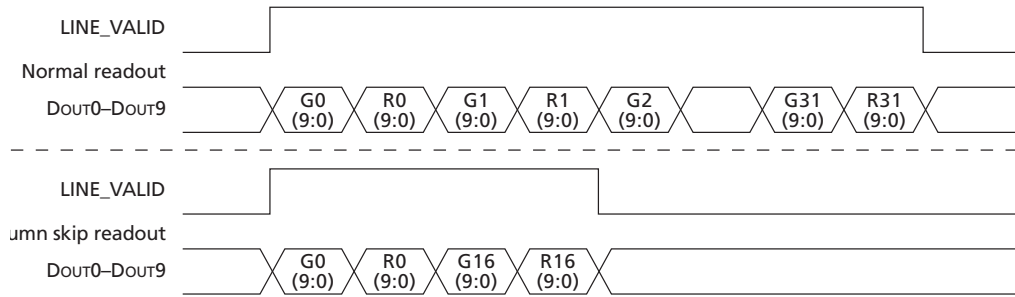 LINE_VALID
Normal readout
DOUT0–DOUT9
G0 R0 G1 R1 G2 G31 R31
(9:0) (9:0) (9:0) (9:0) (9:0) (9:0) (9:0)
LINE_VALID
umn skip readout
DOUT0–DOUT9
G0 R0 G16 R16
(9:0) (9:0) (9:0) (9:0)